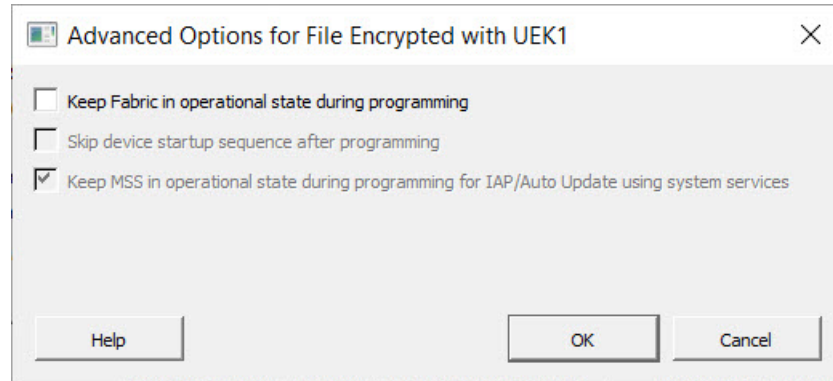 Advanced Options for File Encrypted with UEK1
Keep Fabric in operational state during programming
Skip device startup sequence after programming
Keep MSS in operational state during programming for IAP/Auto Update using system services
Help OK Cancel